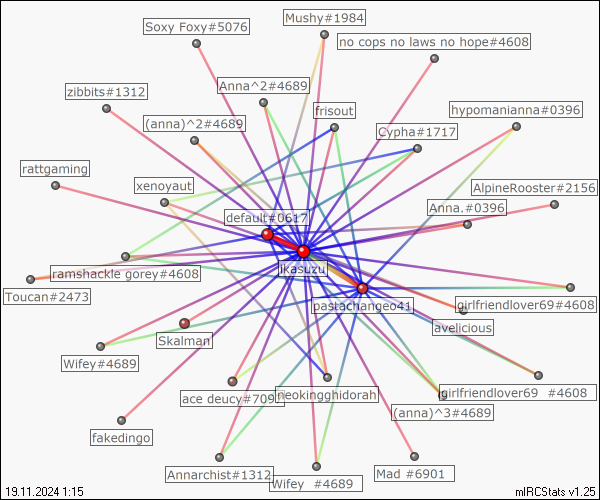 Mushy#1984
Soxy Foxy#5076
no cops no laws no hope#4608
Anna^2#4689
zibbits#1312
frisout
hypomanianna#0396
(anna)^2#4689
Cypha#1717
rattgaming
xenoyaut
AlpineRooster#2156
Anna.#0396
default#0617
ikasuzu
ramshackle gorey#4608
Toucan#2473
pastachangeo41
girlfriendlover69#4608
avelicious
Skalman
Wifey#4689
girlfriendlover69 #4608
ace deucy#709
neokingghidorah
(anna)^3#4689
fakedingo
Annarchist#1312
Mad #6901
Wifey #4689
19.11.2024 1:15
mIRCStats v1.25